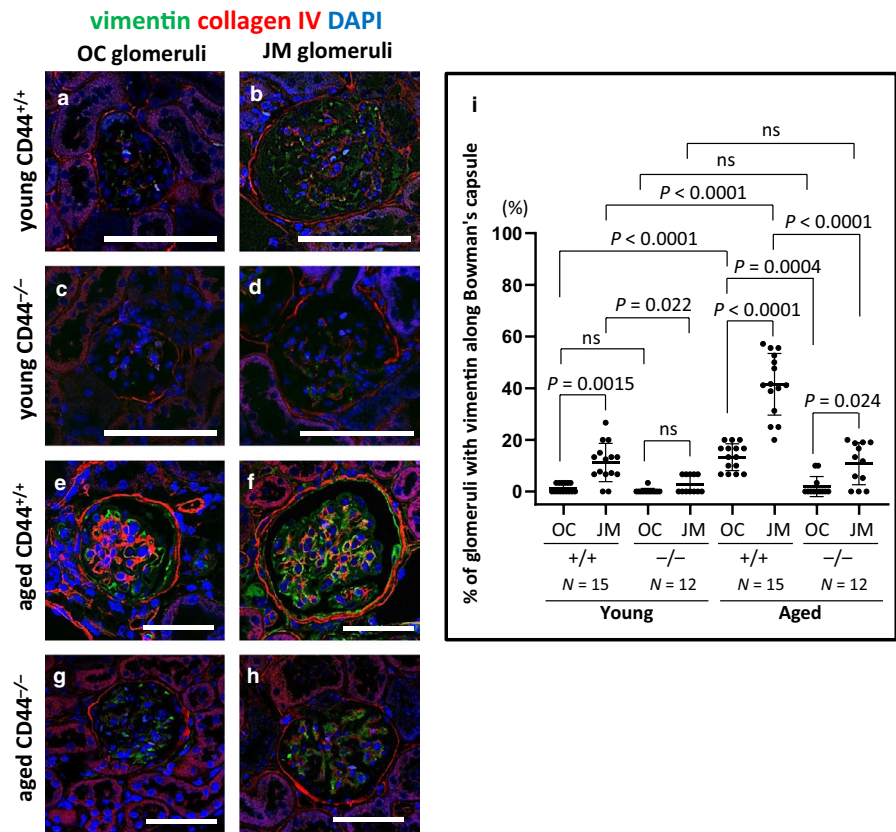 vimentin collagen IV DAPI
OC glomeruli JM glomeruli
young CD44+/+
a
b
young CD44−/−
c
d
aged CD44+/+
e
f
aged CD44−/−
g
h
i
% of glomeruli with vimentin along Bowman's capsule
(%)
100
80
60
40
20
0
ns
ns
P < 0.0001
P < 0.0001
P < 0.0001
P = 0.0004
P = 0.022
P < 0.0001
ns
P = 0.0015
ns
P = 0.024
OC JM OC JM OC JM OC JM
+/+ −/− +/+ −/−
N = 15 N = 12 N = 15 N = 12
Young Aged